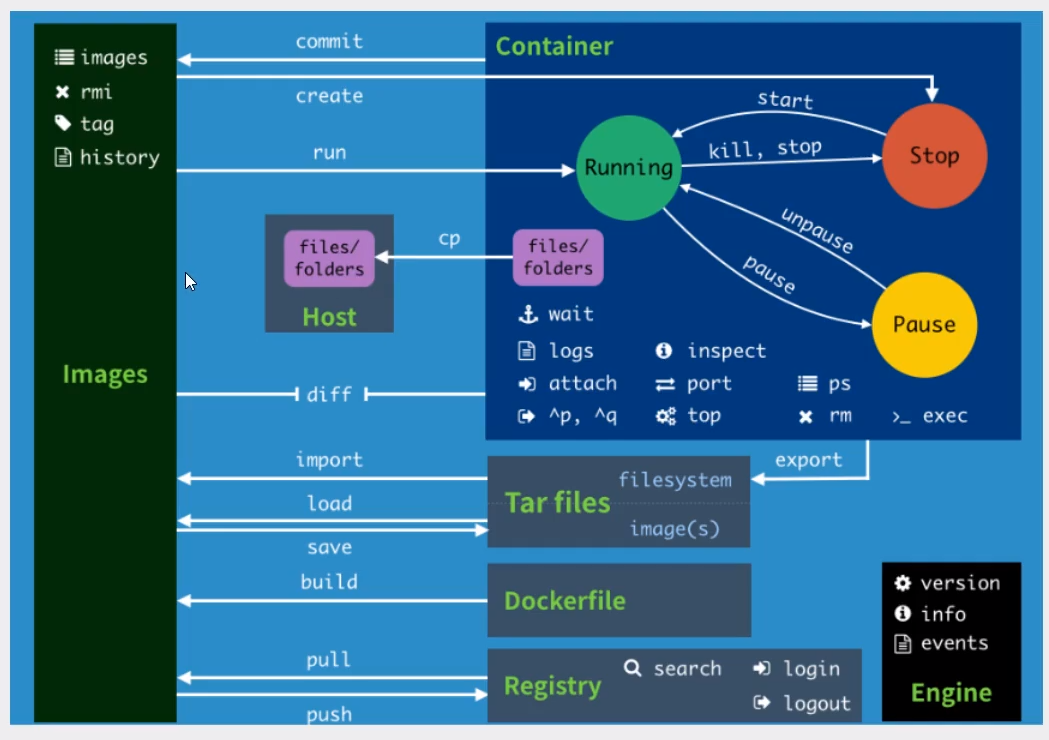 images
rmi
tag
history
Images
commit
create
run
Container
Running
start
kill, stop
Stop
unpause
pause
Pause
files/
folders
Host
cp
files/
folders
wait
logs
inspect
attach
port
ps
^p, ^q
top
rm
>_ exec
diff
import
load
save
export
filesystem
Tar files
image(s)
build
Dockerfile
pull
push
Registry
search
login
logout
version
info
events
Engine